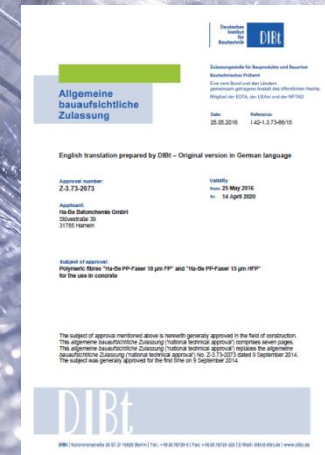 Deutsches
Institut
für
Bautechnik
DIBt
Zulassungsstelle für Bauprodukte und Bauarten
Bautechnisches Prüfamt
Eine vom Bund und den Ländern
gemeinsam getragene Anstalt des öffentlichen Rechts
Mitglied der EOTA, der UEAtc und der WFTAO
Allgemeine
bauaufsichtliche
Zulassung
Date: Reference:
25.05.2016
English translation prepared by DIBt – Original version in German language
Approval number:
Z-3.73-2073
Validity
from: 25 May 2016
to: 14 April 2020
Applicant:
Ha-Be Betonchemie GmbH
Stüvestraße 39
31785 Hameln
Subject of approval:
Polymeric fibres "Ha-Be PP-Faser 18 µm FP" and "Ha-Be PP-Faser 15 µm HFP"
for the use in concrete
The subject of approval mentioned above is herewith generally approved in the field of construction.
This allgemeine bauaufsichtliche Zulassung ('national technical approval') comprises seven pages.
This allgemeine bauaufsichtliche Zulassung ('national technical approval') replaces the allgemeine
bauaufsichtliche Zulassung ('national technical approval') No. Z-3.73-2073 dated 9 September 2014.
The subject was generally approved for the first time on 9 September 2014.
DIBt